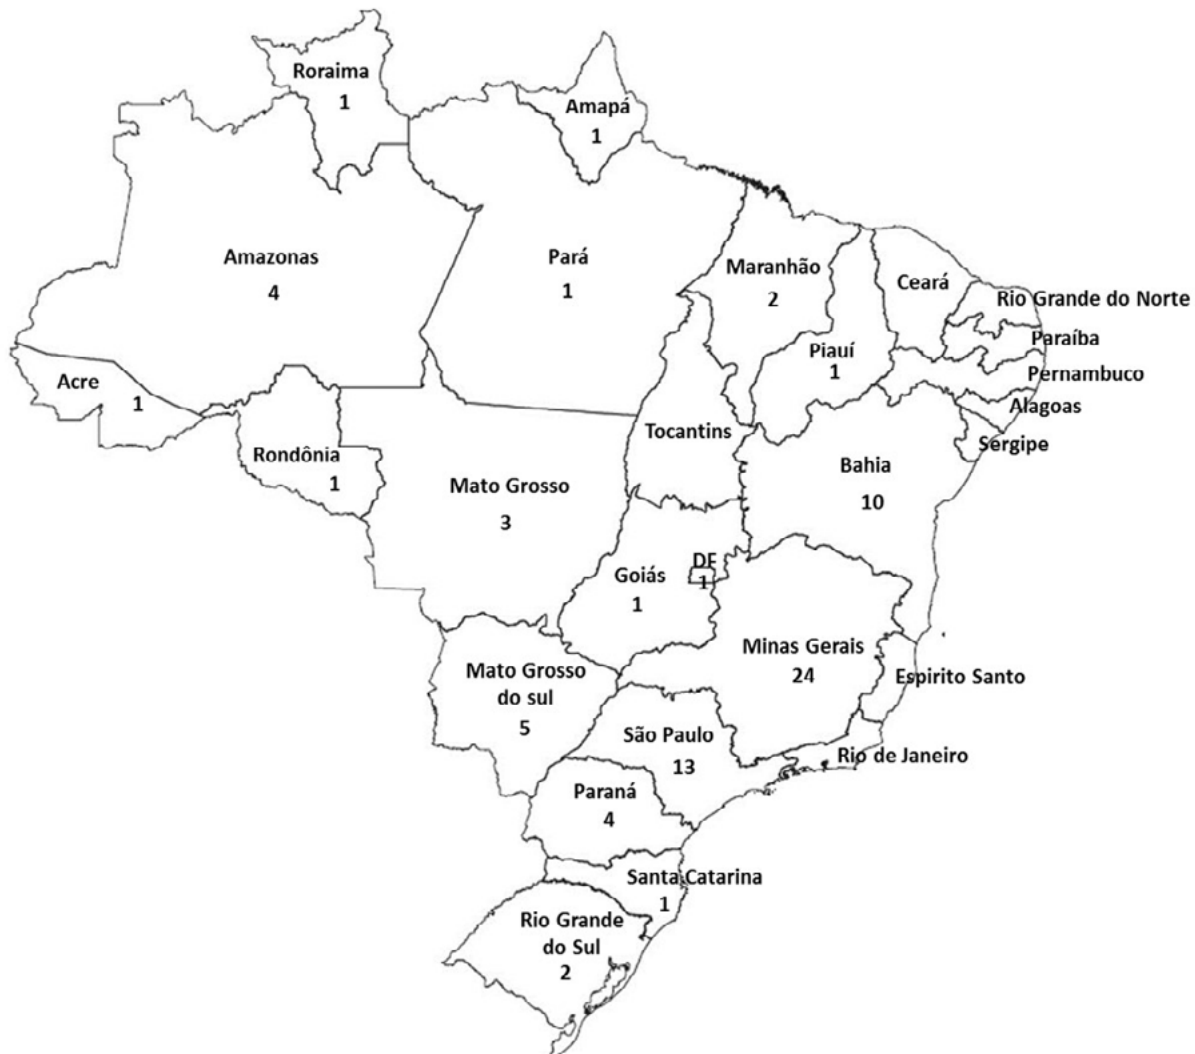 Roraima
1
Amapá
1
Amazonas
4
Pará
1
Maranhão
2
Ceará
Rio Grande do Norte
Paraíba
Piauí
1
Pernambuco
Acre
1
Alagoas
Tocantins
Sergipe
Rondônia
1
Bahia
10
Mato Grosso
3
DF
1
Goiás
1
Minas Gerais
24
Mato Grosso
do sul
5
Espirito Santo
São Paulo
13
Rio de Janeiro
Paraná
4
Santa Catarina
1
Rio Grande
do Sul
2